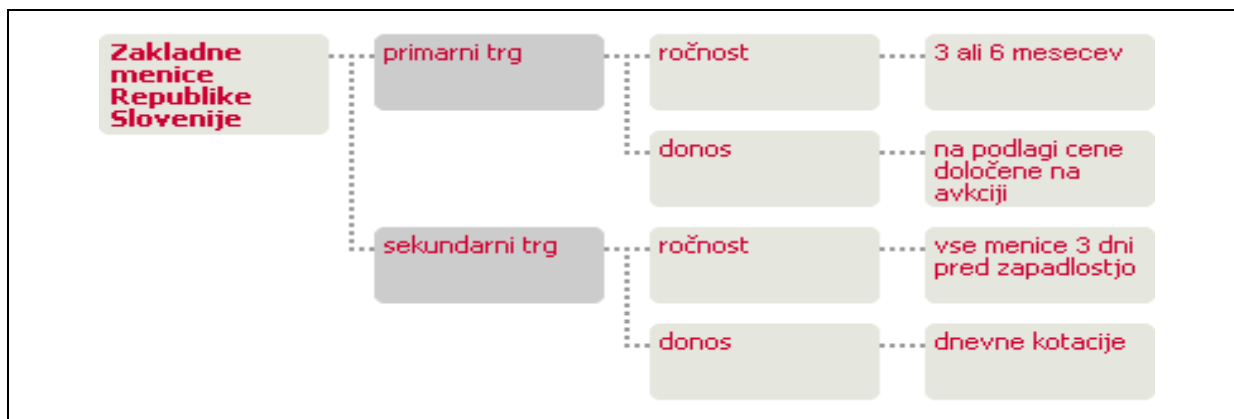 Zakladne
menice
Republike
Slovenije
primarni trg
ročnost
3 ali 6 mesecev
donos
na podlagi cene
določene na
avkciji
sekundarni trg
ročnost
vse menice 3 dni
pred zapadlostjo
donos
dnevne kotacije